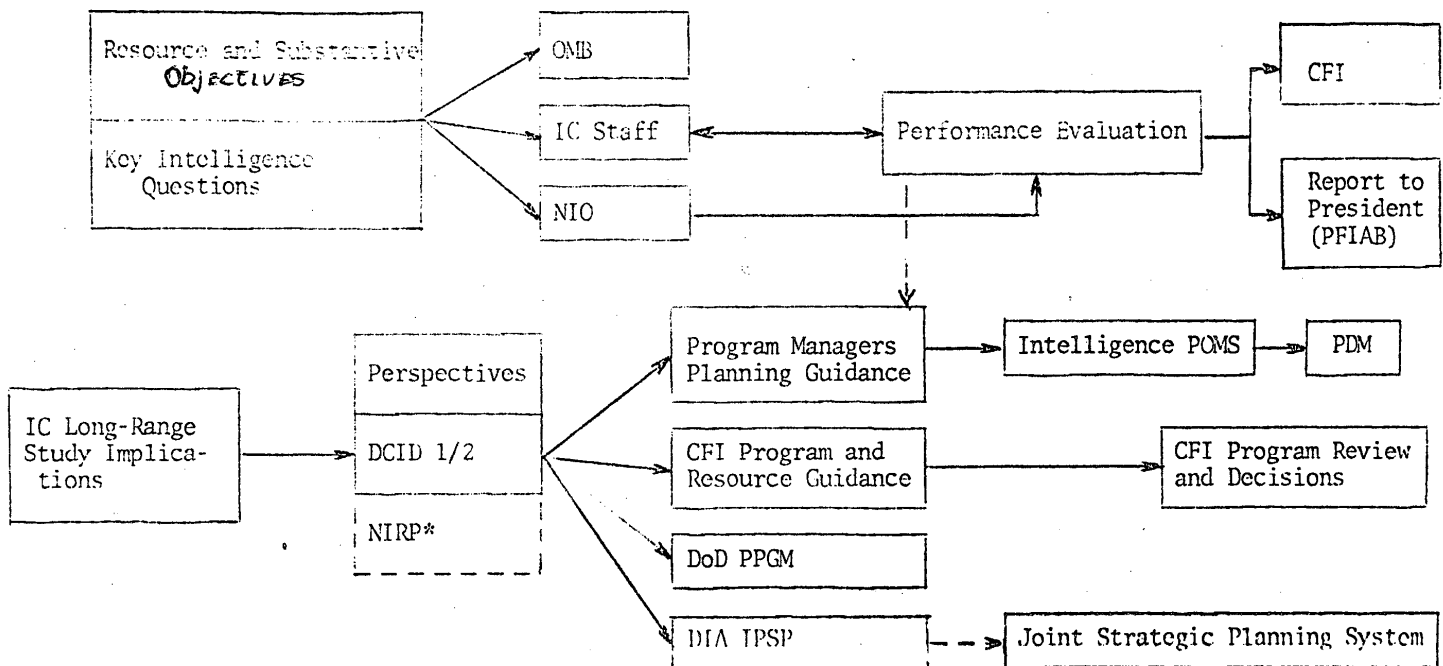 Resource and Substantive
Objectives
Key Intelligence
Questions
OMB
IC Staff
NIO
Performance Evaluation
CFI
Report to
President
(PFIAB)
IC Long-Range
Study Implica-
tions
Perspectives
DCID 1/2
NIRP*
Program Managers
Planning Guidance
Intelligence POMS
PDM
CFI Program and
Resource Guidance
CFI Program Review
and Decisions
DoD PPGM
DIA IPSP
Joint Strategic Planning System